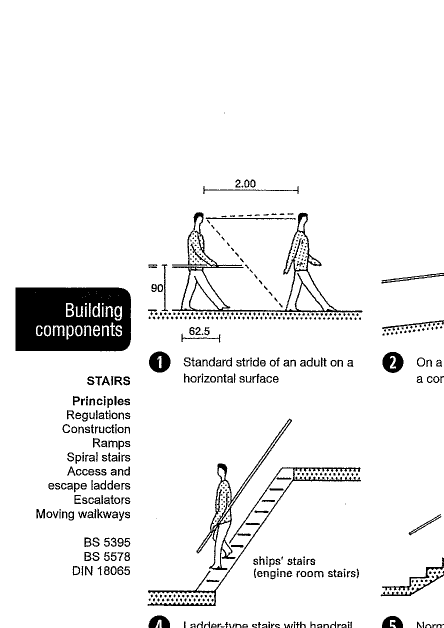 2.00
90
62.5
Building
components
1 Standard stride of an adult on a
horizontal surface
2 On a
a
STAIRS
Principles
Regulations
Construction
Ramps
Spiral stairs
Access and
escape ladders
Escalators
Moving walkways
BS 5395
BS 5578
DIN 18065
ships' stairs
(engine room stairs)
4 Ladder-type stairs with handrail
5